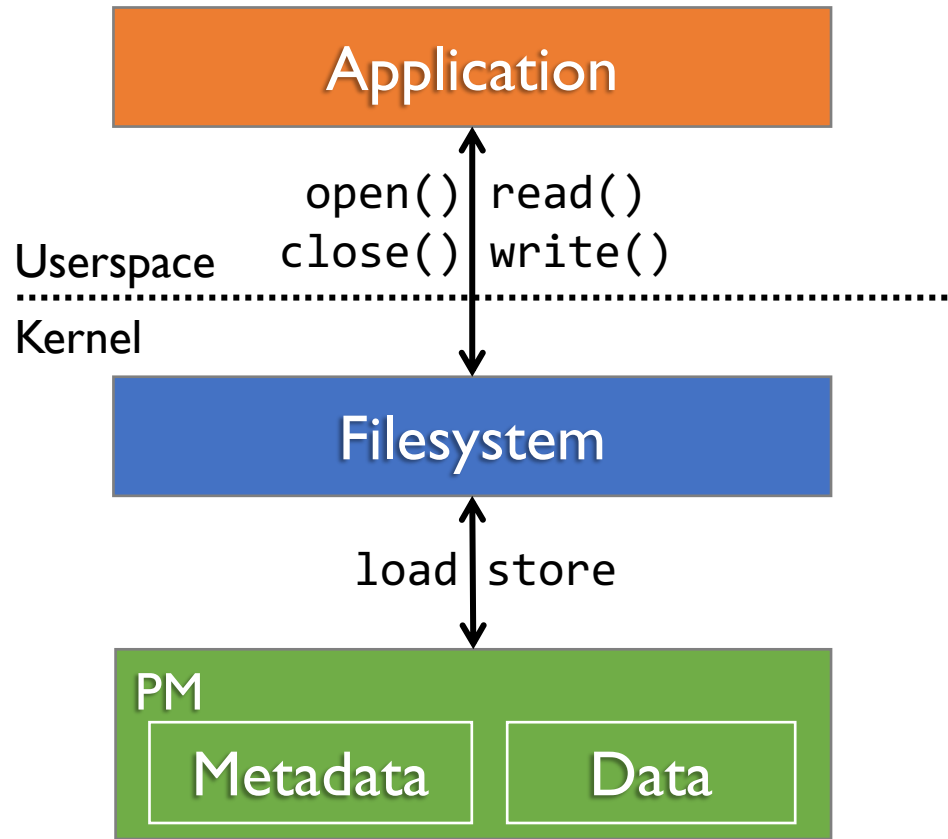 Application
open() read()
close() write()
Userspace
Kernel
Filesystem
load store
PM
Metadata
Data